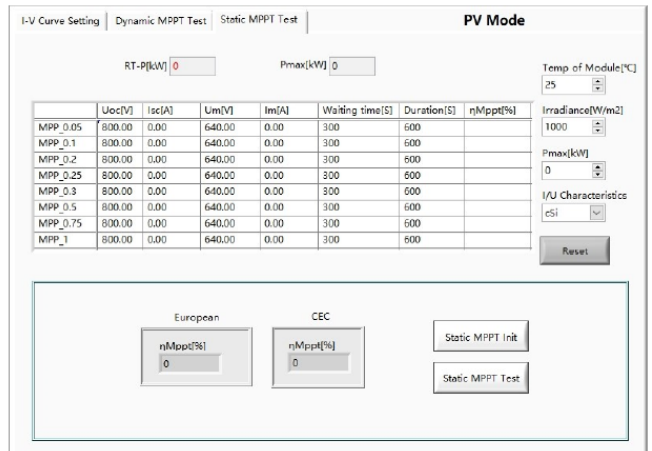 I-V Curve Setting Dynamic MPPT Test Static MPPT Test PV Mode
RT-P[kW] 0 Pmax[kW] 0
Temp of Module[℃]
25
Uoc[V] Isc[A] Um[V] Im[A] Waiting time[S] Duration[S] ηMppt[%]
MPP_0.05 800.00 0.00 640.00 0.00 300 600
MPP_0.1 800.00 0.00 640.00 0.00 300 600
MPP_0.2 800.00 0.00 640.00 0.00 300 600
MPP_0.25 800.00 0.00 640.00 0.00 300 600
MPP_0.3 800.00 0.00 640.00 0.00 300 600
MPP_0.5 800.00 0.00 640.00 0.00 300 600
MPP_0.75 800.00 0.00 640.00 0.00 300 600
MPP_1 800.00 0.00 640.00 0.00 300 600
Irradiance[W/m2]
1000
Pmax[kW]
0
I/U Characteristics
cSi
Reset
European CEC
ηMppt[%] ηMppt[%]
0 0
Static MPPT Init
Static MPPT Test